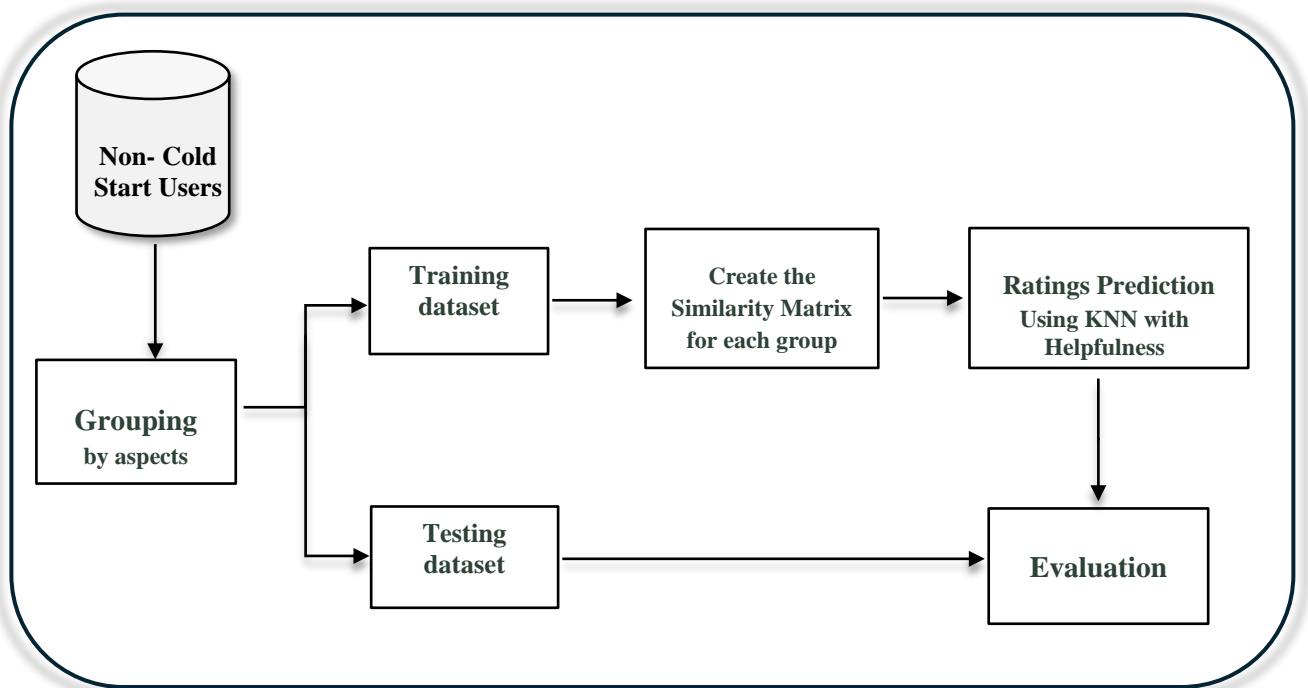 Non- Cold
Start Users
Grouping
by aspects
Training
dataset
Create the
Similarity Matrix
for each group
Ratings Prediction
Using KNN with
Helpfulness
Testing
dataset
Evaluation